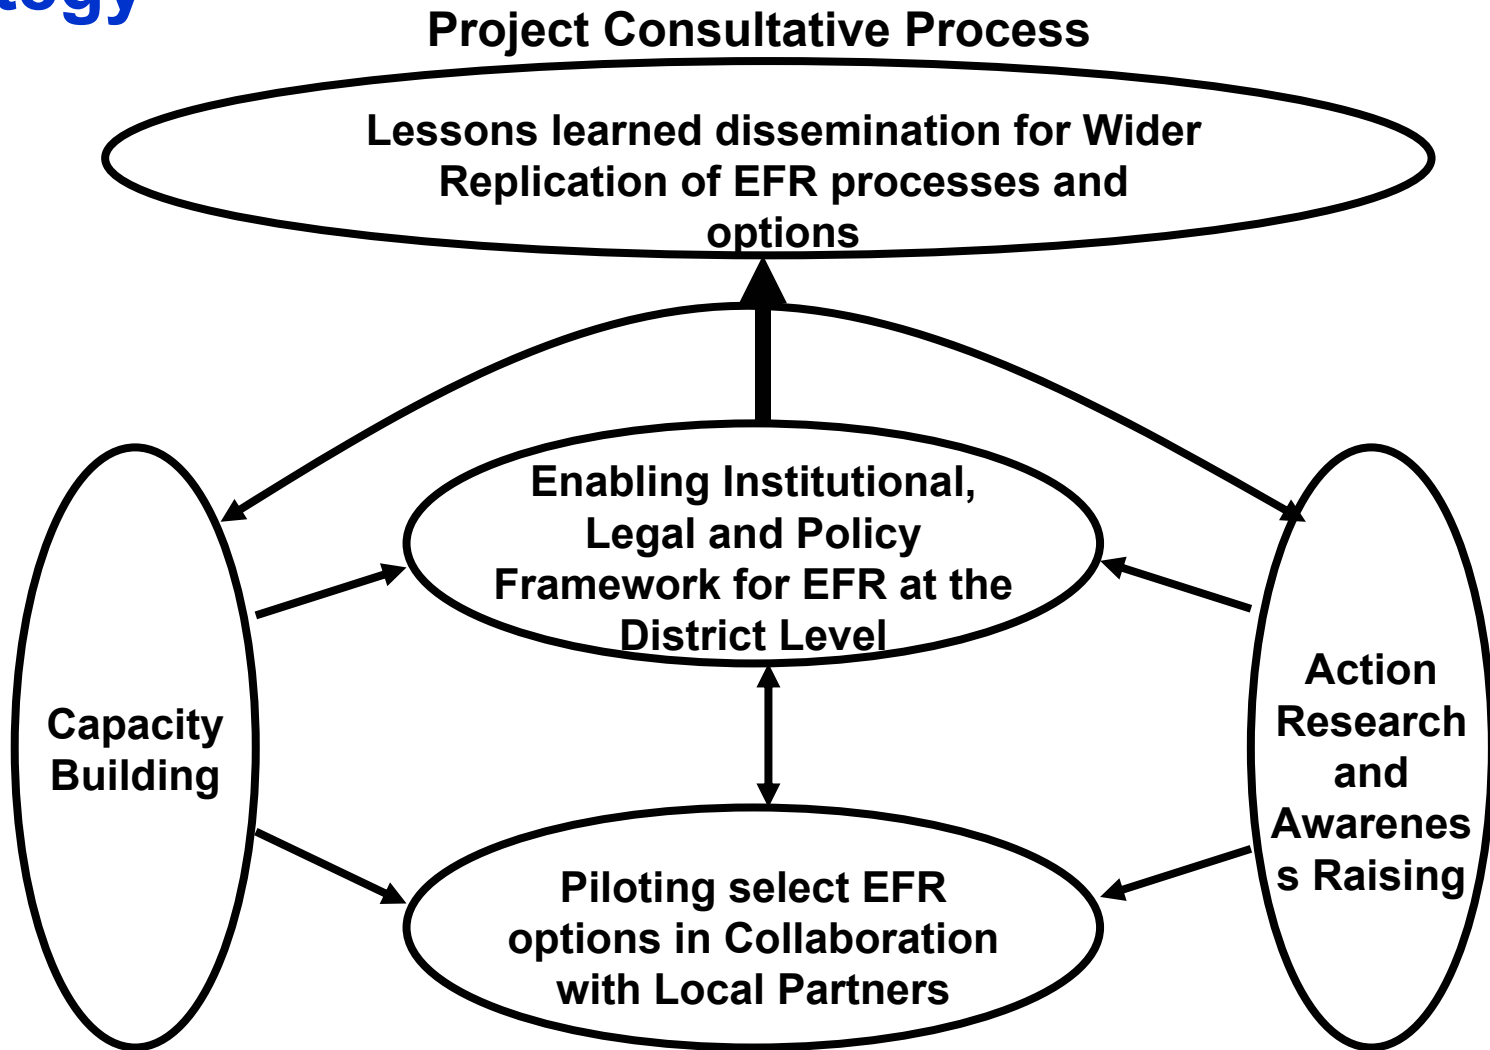 Project Consultative Process
Lessons learned dissemination for Wider
Replication of EFR processes and
options
Enabling Institutional,
Legal and Policy
Framework for EFR at the
District Level
Capacity
Building
Action
Research
and
Awarenes
s Raising
Piloting select EFR
options in Collaboration
with Local Partners